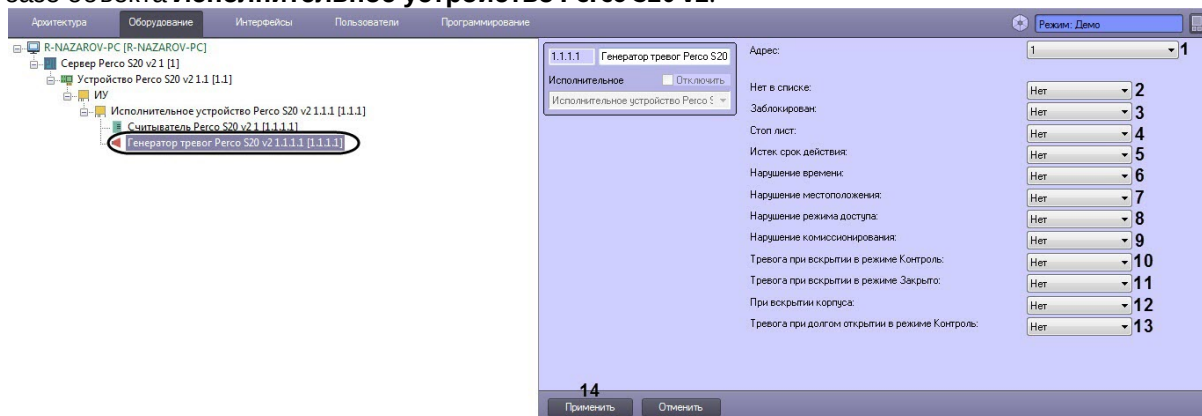 базе объекта Исполнительное устройство Perco S20 v2.
Архитектура Оборудование Интерфейсы Пользователи Программирование Режим: Демо
R-NAZAROV-PC [R-NAZAROV-PC]
Сервер Perco S20 v2 1 [1]
Устройство Perco S20 v2 1.1 [1.1]
ИУ
Исполнительное устройство Perco S20 v2 1.1.1 [1.1.1]
Считыватель Perco S20 v2 1 [1.1.1.1]
Генератор тревог Perco S20 v2 1.1.1.1 [1.1.1.1]
1.1.1.1 Генератор тревог Perco S20
Исполнительное Отключить
Исполнительное устройство Perco S
Адрес: 1 1
Нет в списке: Нет 2
Заблокирован: Нет 3
Стоп лист: Нет 4
Истек срок действия: Нет 5
Нарушение времени: Нет 6
Нарушение местоположения: Нет 7
Нарушение режима доступа: Нет 8
Нарушение комиссионирования: Нет 9
Тревога при вскрытии в режиме Контроль: Нет 10
Тревога при вскрытии в режиме Закрыто: Нет 11
При вскрытии корпуса: Нет 12
Тревога при долгом открытии в режиме Контроль: Нет 13
14
Применить Отменить